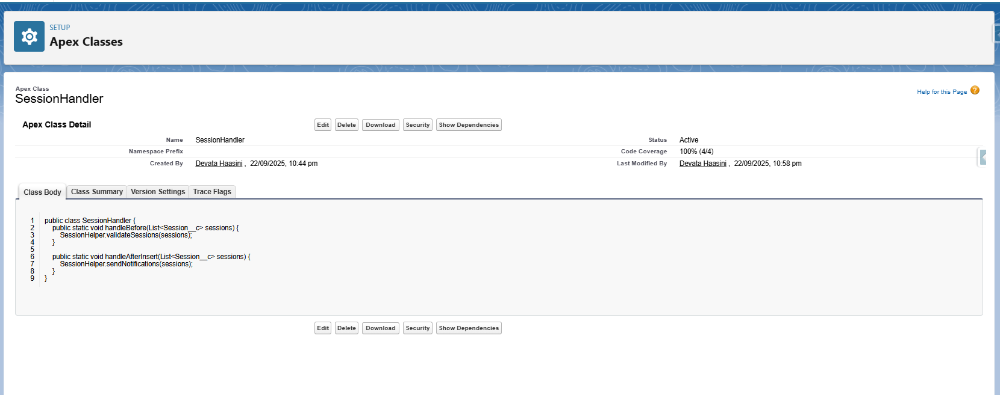 SETUP
Apex Classes
Apex Class
SessionHandler
Help for this Page ?
Apex Class Detail
Edit Delete Download Security Show Dependencies
Name SessionHandler Status Active
Namespace Prefix Code Coverage 100% (4/4)
Created By Devata Haasini , 22/09/2025, 10:44 pm Last Modified By Devata Haasini , 22/09/2025, 10:58 pm
Class Body Class Summary Version Settings Trace Flags
1 public class SessionHandler {
2 public static void handleBefore(List<Session__c> sessions) {
3 SessionHelper.validateSessions(sessions);
4 }
5
6 public static void handleAfterInsert(List<Session__c> sessions) {
7 SessionHelper.sendNotifications(sessions);
8 }
9 }
Edit Delete Download Security Show Dependencies